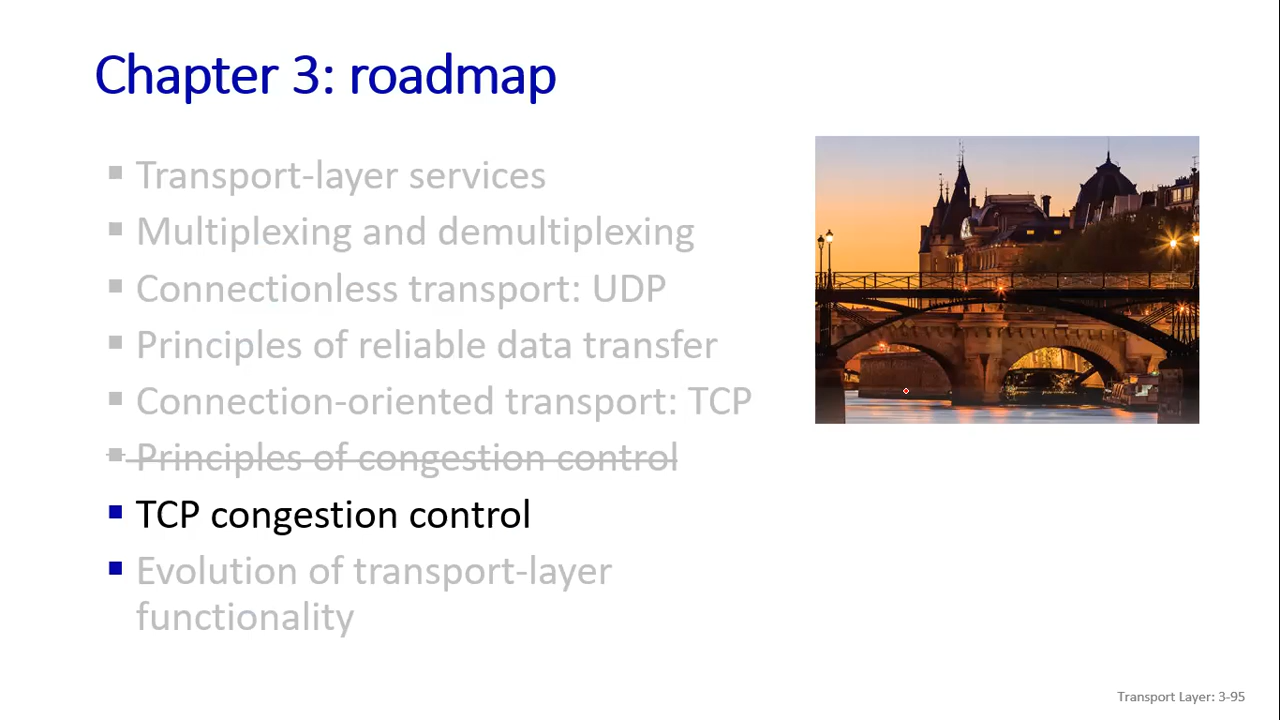 Chapter 3: roadmap
Transport-layer services
Multiplexing and demultiplexing
Connectionless transport: UDP
Principles of reliable data transfer
Connection-oriented transport: TCP
Principles of congestion control
TCP congestion control
Evolution of transport-layer
functionality
Transport Layer: 3-95